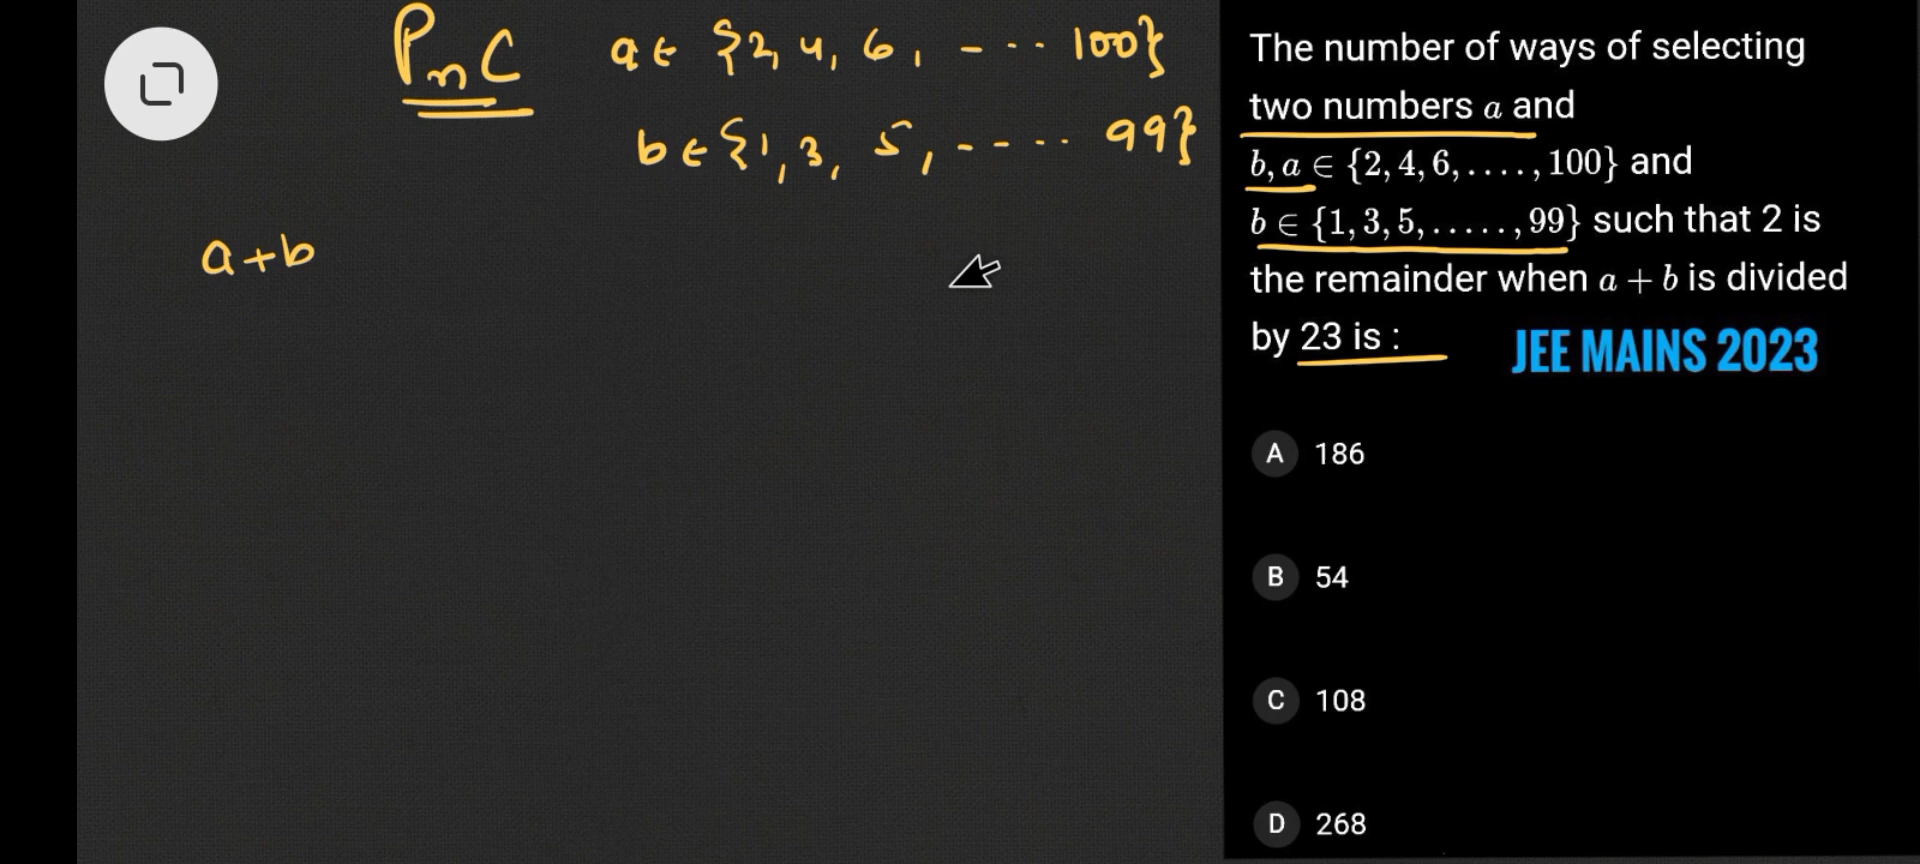 PnC
a ∈ {2, 4, 6, - - - - 100}
b ∈ {1, 3, 5, - - - - - 99}
a+b
The number of ways of selecting
two numbers a and
b, a ∈ {2, 4, 6, . . . . , 100} and
b ∈ {1, 3, 5, . . . . . , 99} such that 2 is
the remainder when a + b is divided
by 23 is :
JEE MAINS 2023
A 186
B 54
C 108
D 268